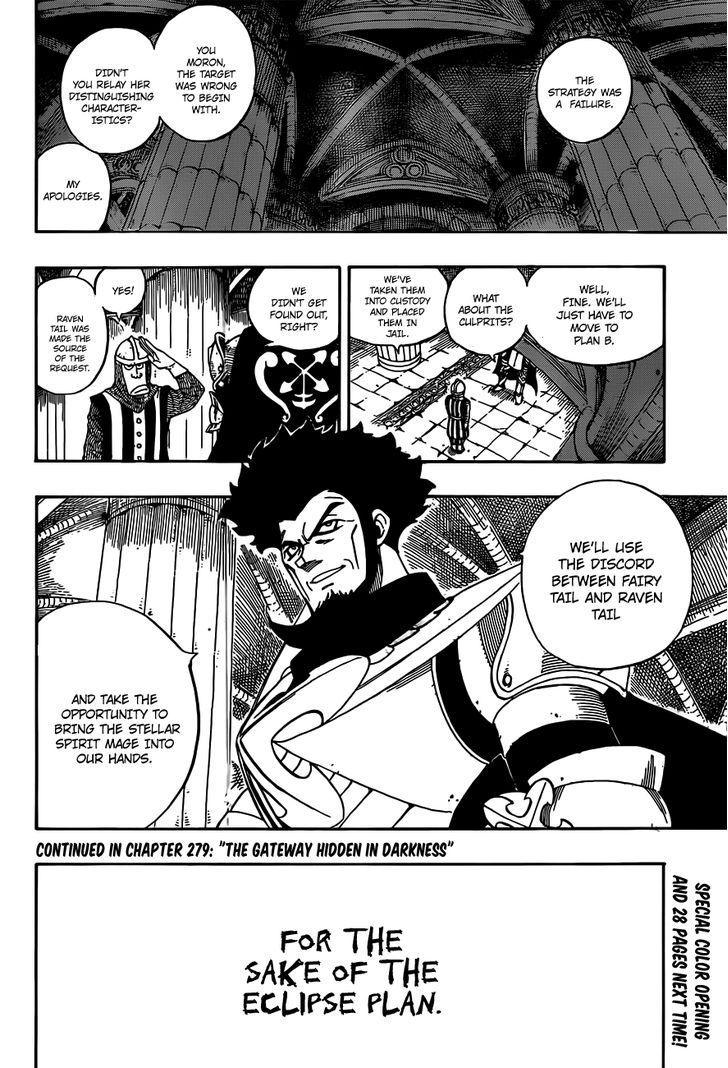 THE
STRATEGY WAS
A FAILURE.
YOU
MORON,
THE TARGET
WAS WRONG
TO BEGIN
WITH.
DIDN'T
YOU RELAY HER
DISTINGUISHING
CHARACTER-
ISTICS?
MY
APOLOGIES.
WELL,
FINE. WE'LL
JUST HAVE TO
MOVE TO
PLAN B.
WHAT
ABOUT THE
CULPRITS?
WE'VE
TAKEN THEM
INTO CUSTODY
AND PLACED
THEM IN
JAIL.
WE
DIDN'T GET
FOUND OUT,
RIGHT?
YES!
RAVEN
TAIL WAS
MADE THE
SOURCE
OF THE
REQUEST.
WE'LL USE
THE DISCORD
BETWEEN FAIRY
TAIL AND RAVEN
TAIL
AND TAKE THE
OPPORTUNITY TO
BRING THE STELLAR
SPIRIT MAGE INTO
OUR HANDS.
CONTINUED IN CHAPTER 279: "THE GATEWAY HIDDEN IN DARKNESS"
FOR THE
SAKE OF THE
ECLIPSE PLAN.
SPECIAL COLOR OPENING
AND 28 PAGES NEXT TIME!